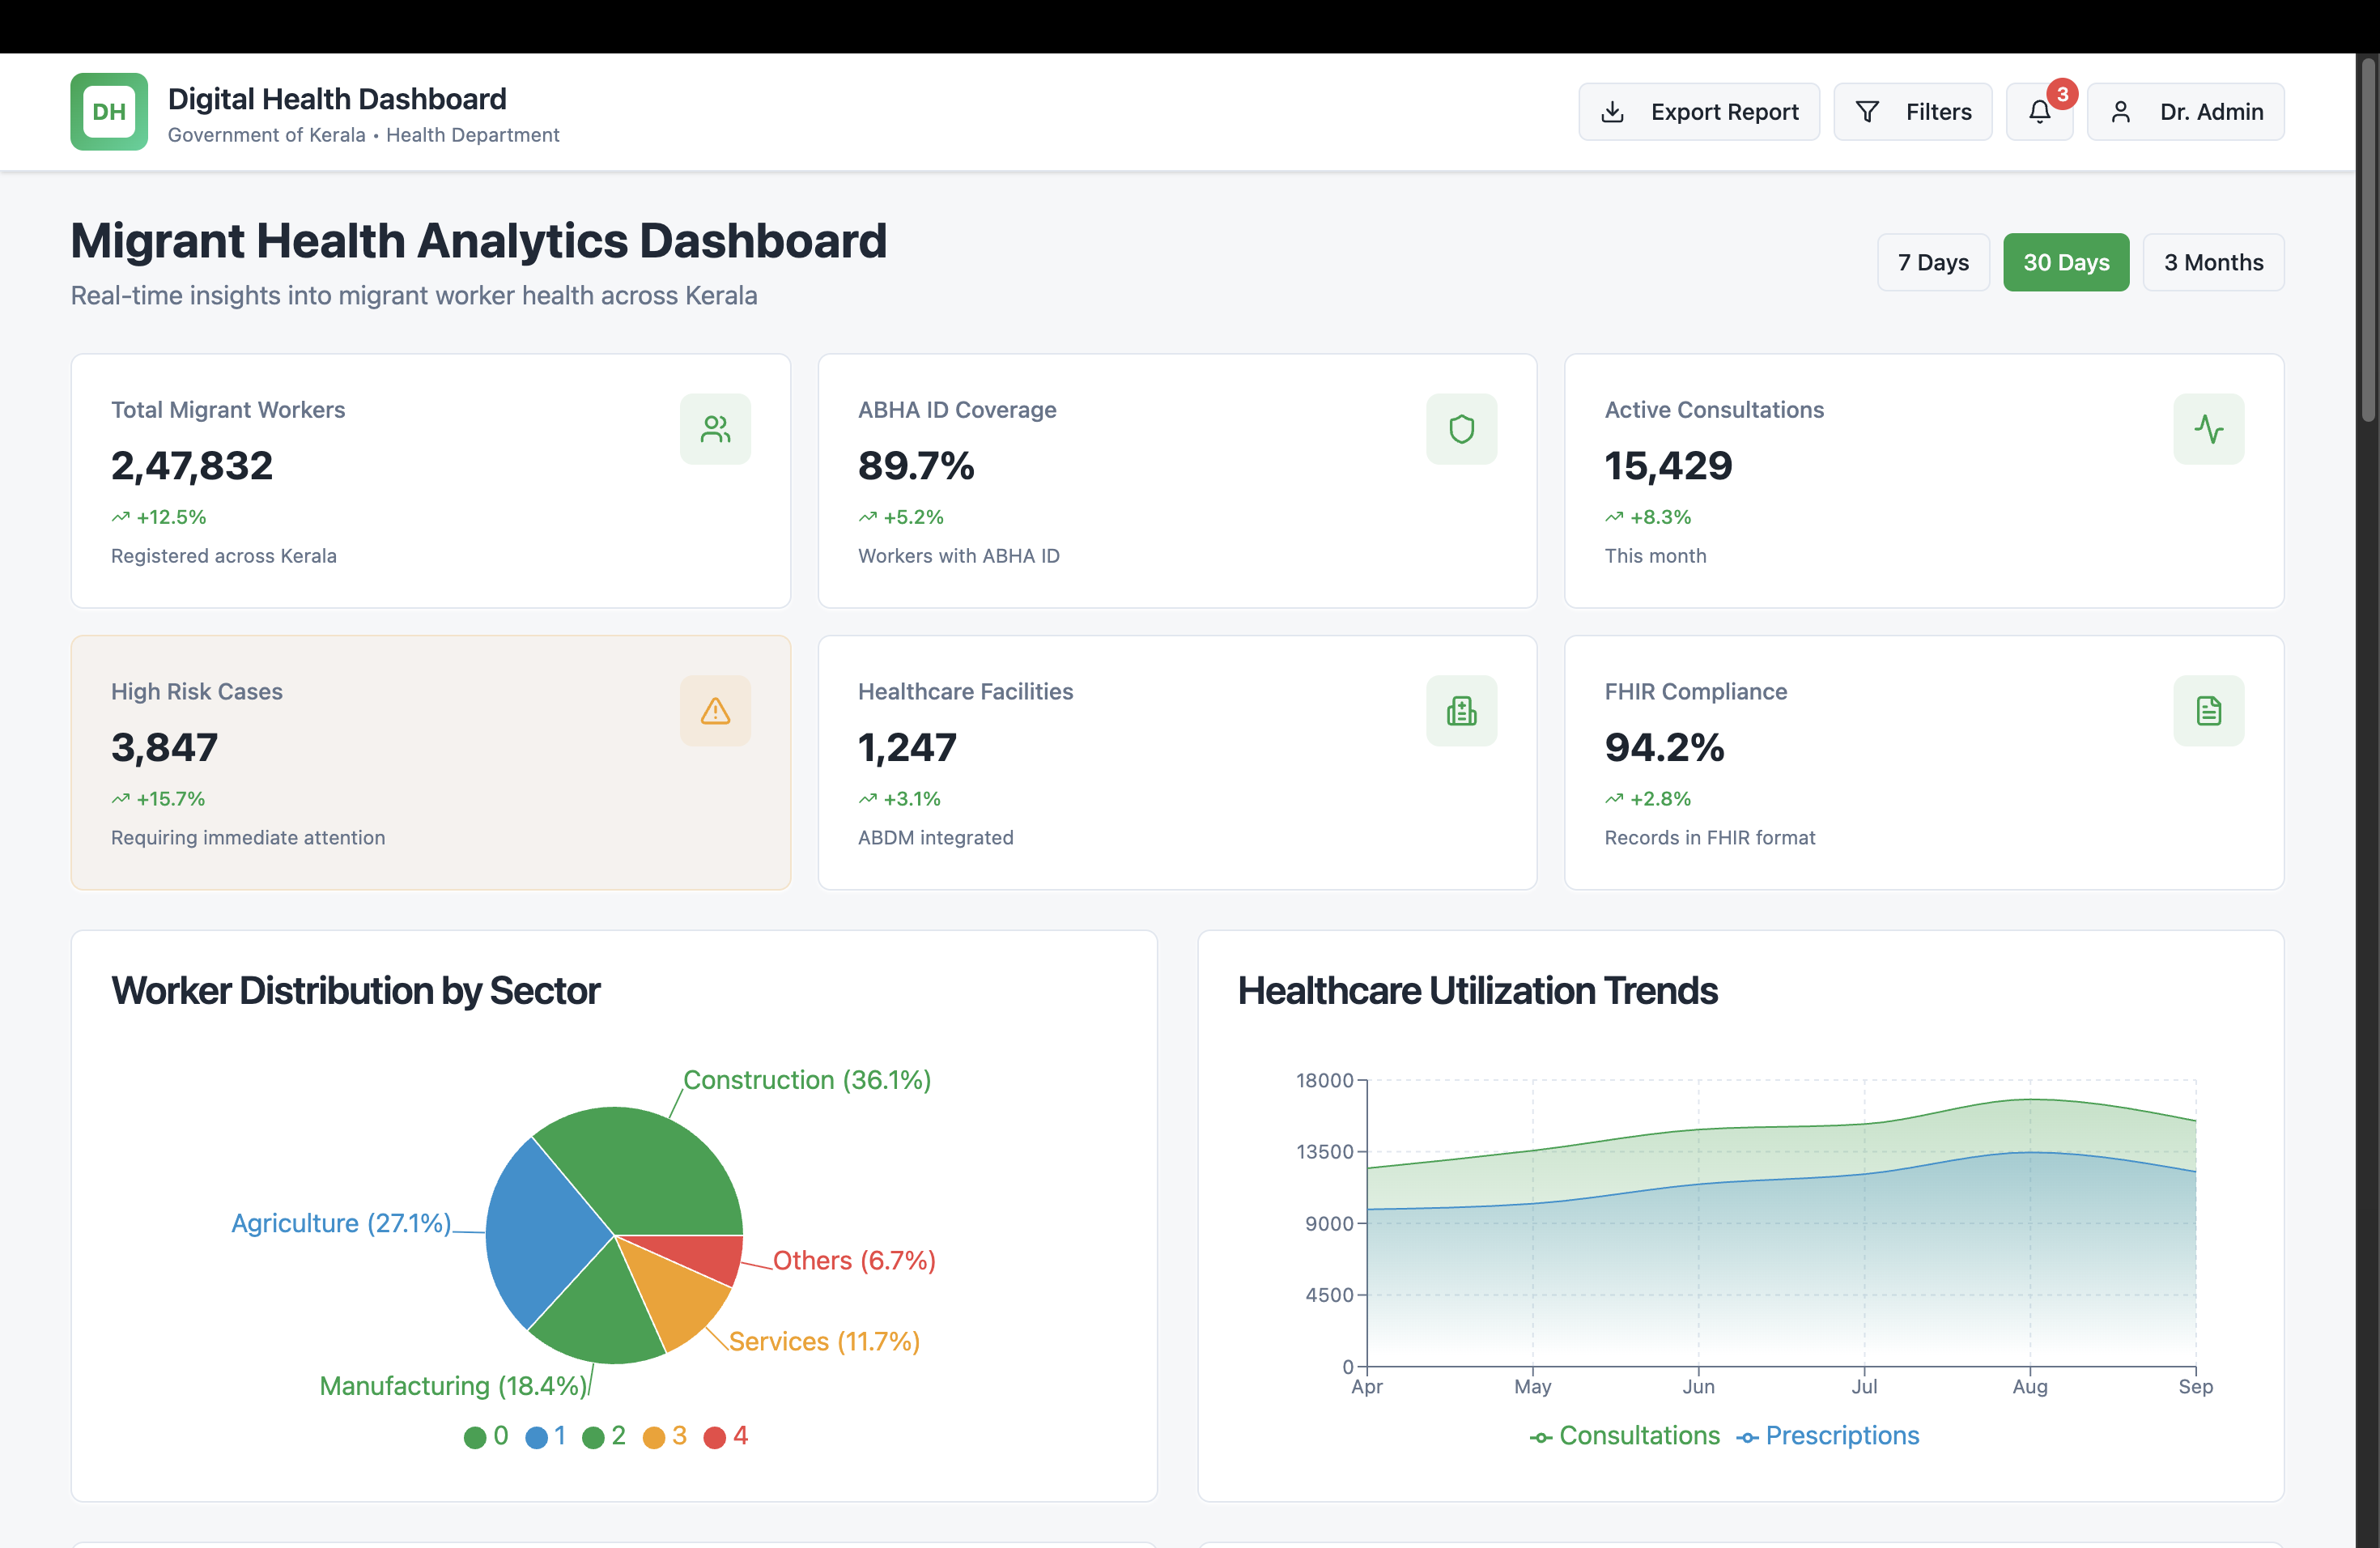 DH
Digital Health Dashboard
Government of Kerala • Health Department
Export Report
Filters
3
Dr. Admin
Migrant Health Analytics Dashboard
Real-time insights into migrant worker health across Kerala
7 Days
30 Days
3 Months
Total Migrant Workers
2,47,832
+12.5%
Registered across Kerala
ABHA ID Coverage
89.7%
+5.2%
Workers with ABHA ID
Active Consultations
15,429
+8.3%
This month
High Risk Cases
3,847
+15.7%
Requiring immediate attention
Healthcare Facilities
1,247
+3.1%
ABDM integrated
FHIR Compliance
94.2%
+2.8%
Records in FHIR format
Worker Distribution by Sector
Construction (36.1%)
Agriculture (27.1%)
Others (6.7%)
Services (11.7%)
Manufacturing (18.4%)
0 1 2 3 4
Healthcare Utilization Trends
18000
13500
9000
4500
0
Apr May Jun Jul Aug Sep
Consultations Prescriptions